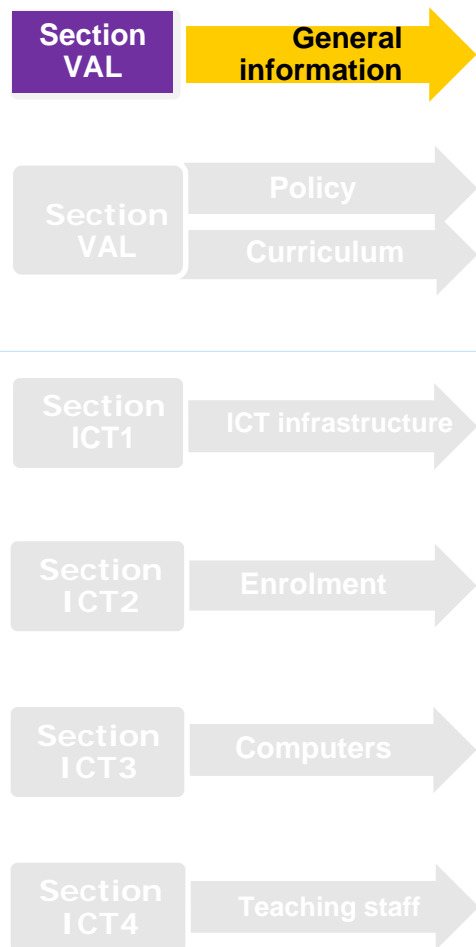 Section
VAL
General
information
Section
VAL
Policy
Curriculum
Section
ICT1
ICT infrastructure
Section
ICT2
Enrolment
Section
ICT3
Computers
Section
ICT4
Teaching staff